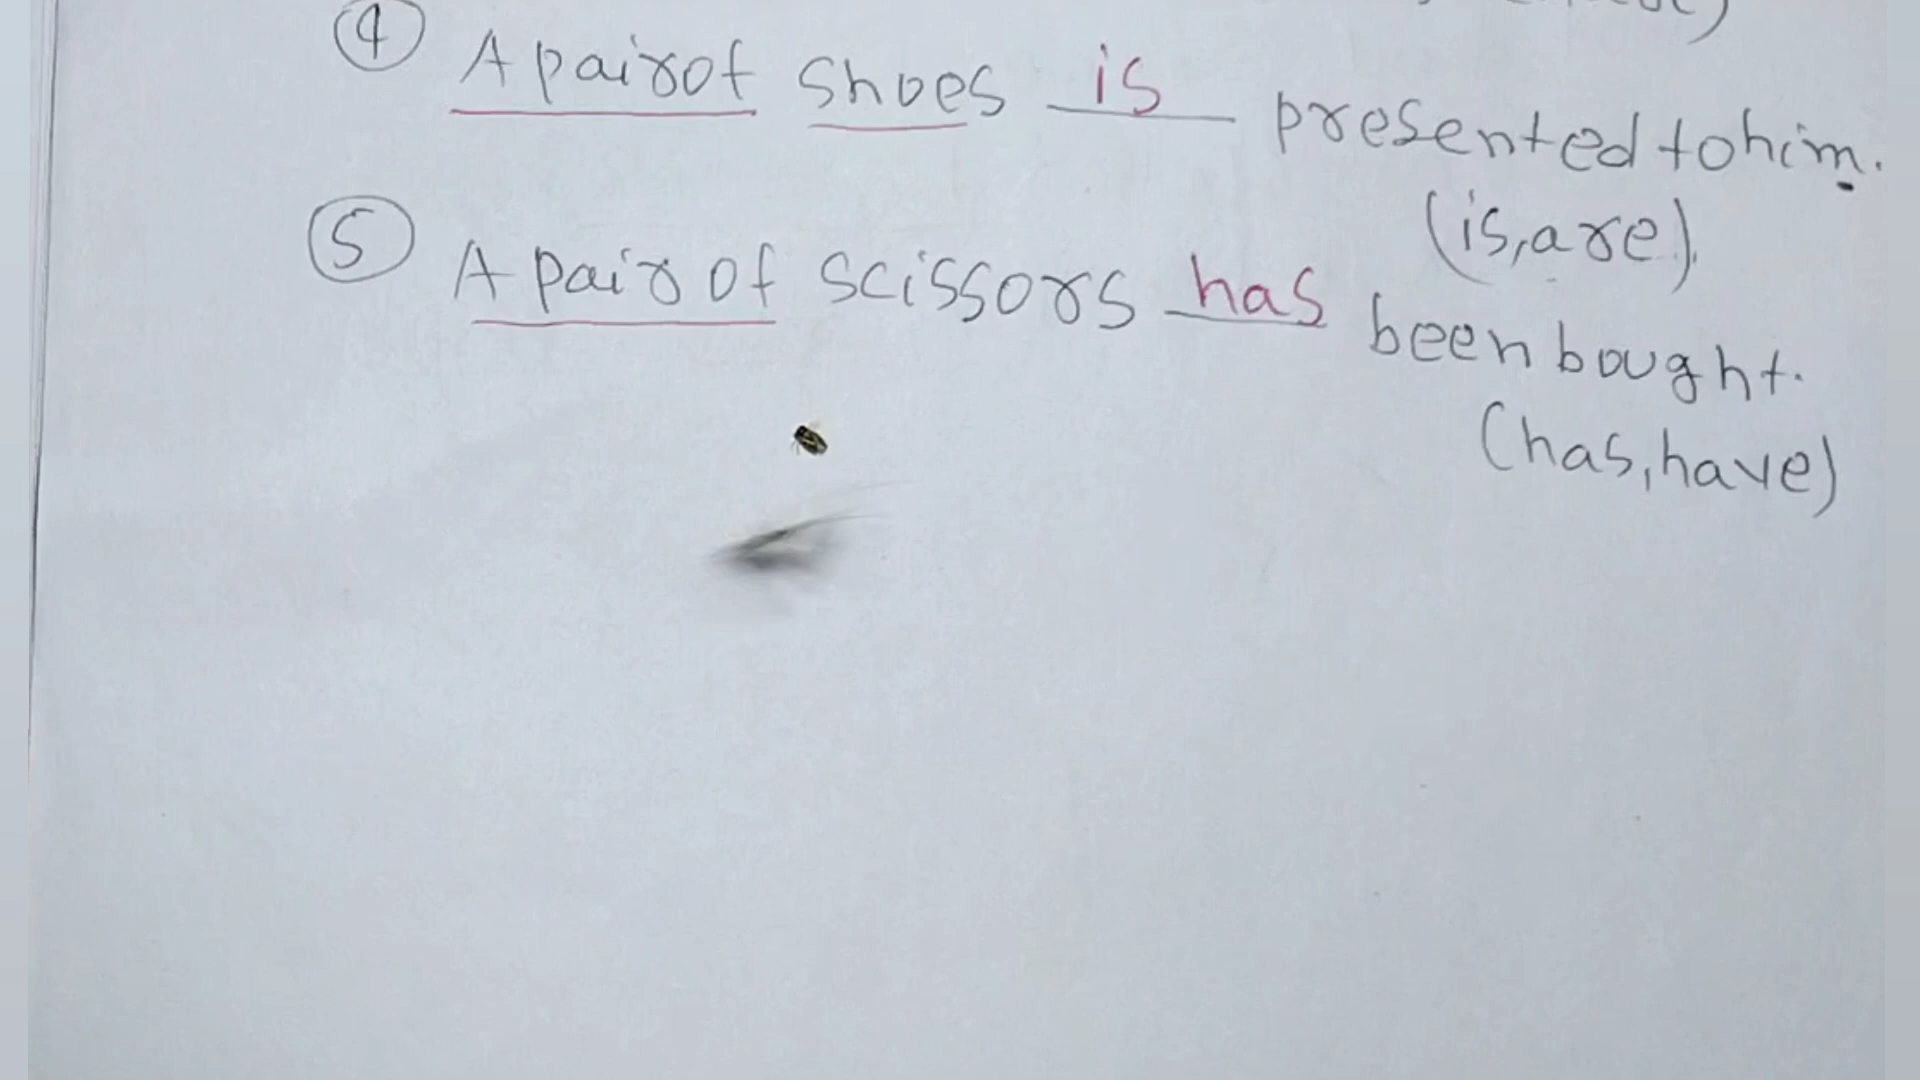 ④ A pair of shoes is presented to him.
(is, are).
⑤ A pair of scissors has been bought.
(has, have)